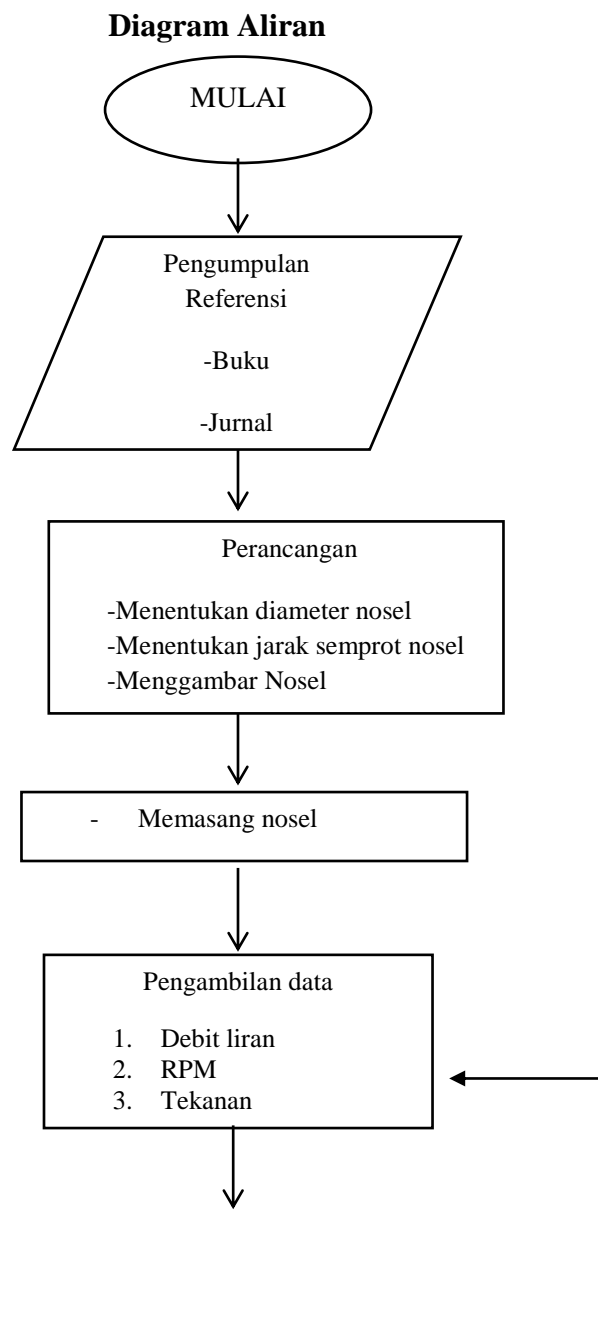 Diagram Aliran
MULAI
Pengumpulan
Referensi
-Buku
-Jurnal
Perancangan
-Menentukan diameter nosel
-Menentukan jarak semprot nosel
-Menggambar Nosel
- Memasang nosel
Pengambilan data
1. Debit liran
2. RPM
3. Tekanan